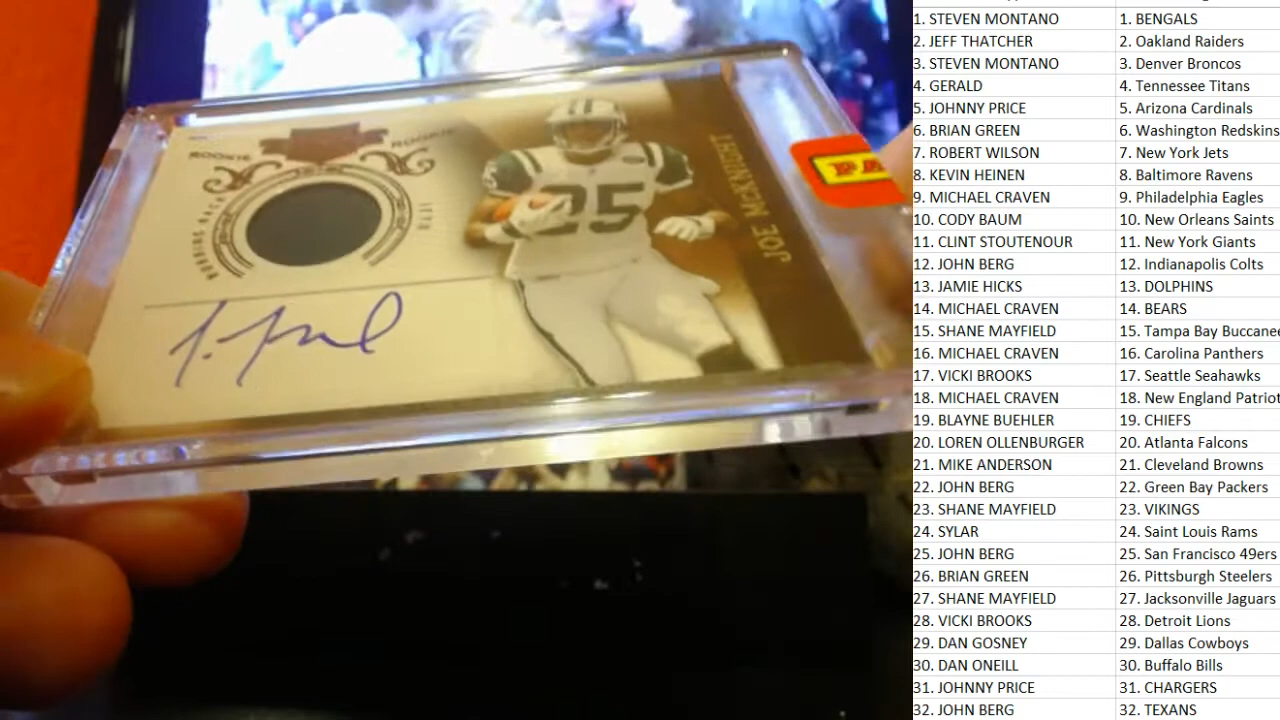 ROOKIE ROOKIE
RUNNING BACK
JETS
25
JOE MCKNIGHT
1. STEVEN MONTANO 1. BENGALS
2. JEFF THATCHER 2. Oakland Raiders
3. STEVEN MONTANO 3. Denver Broncos
4. GERALD 4. Tennessee Titans
5. JOHNNY PRICE 5. Arizona Cardinals
6. BRIAN GREEN 6. Washington Redskins
7. ROBERT WILSON 7. New York Jets
8. KEVIN HEINEN 8. Baltimore Ravens
9. MICHAEL CRAVEN 9. Philadelphia Eagles
10. CODY BAUM 10. New Orleans Saints
11. CLINT STOUTENOUR 11. New York Giants
12. JOHN BERG 12. Indianapolis Colts
13. JAMIE HICKS 13. DOLPHINS
14. MICHAEL CRAVEN 14. BEARS
15. SHANE MAYFIELD 15. Tampa Bay Buccanee
16. MICHAEL CRAVEN 16. Carolina Panthers
17. VICKI BROOKS 17. Seattle Seahawks
18. MICHAEL CRAVEN 18. New England Patriot
19. BLAYNE BUEHLER 19. CHIEFS
20. LOREN OLLENBURGER 20. Atlanta Falcons
21. MIKE ANDERSON 21. Cleveland Browns
22. JOHN BERG 22. Green Bay Packers
23. SHANE MAYFIELD 23. VIKINGS
24. SYLAR 24. Saint Louis Rams
25. JOHN BERG 25. San Francisco 49ers
26. BRIAN GREEN 26. Pittsburgh Steelers
27. SHANE MAYFIELD 27. Jacksonville Jaguars
28. VICKI BROOKS 28. Detroit Lions
29. DAN GOSNEY 29. Dallas Cowboys
30. DAN ONEILL 30. Buffalo Bills
31. JOHNNY PRICE 31. CHARGERS
32. JOHN BERG 32. TEXANS